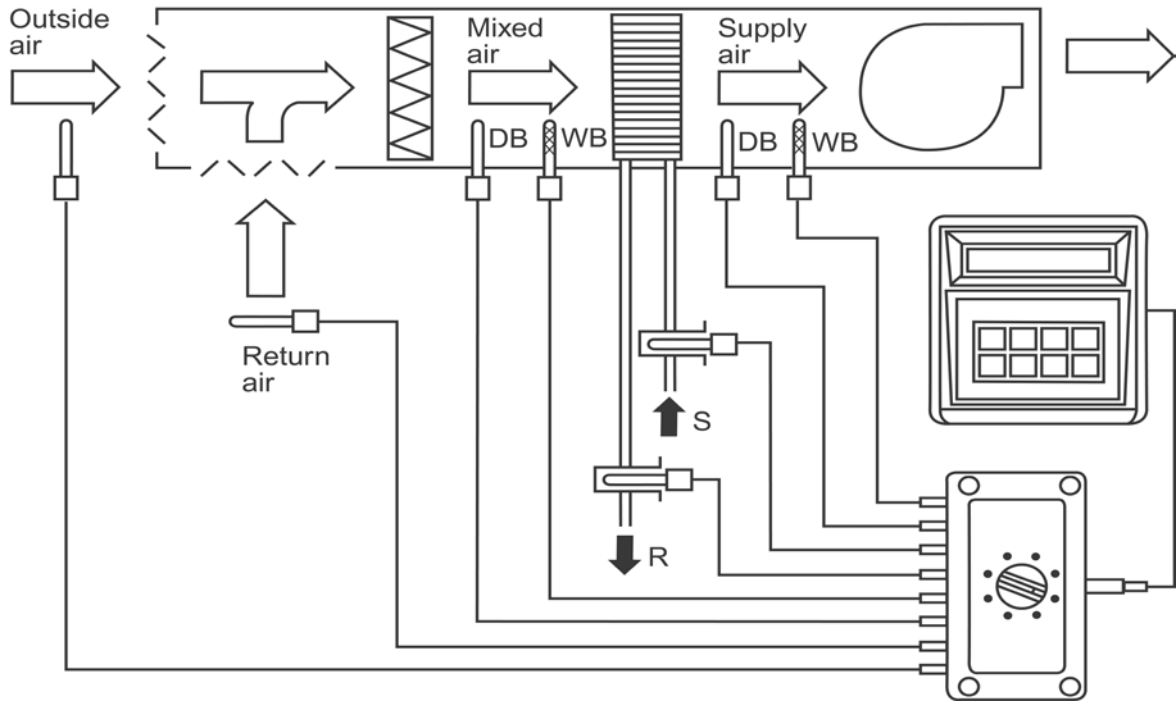 Outside
air
Mixed
air
Supply
air
DB
WB
DB
WB
Return
air
S
R